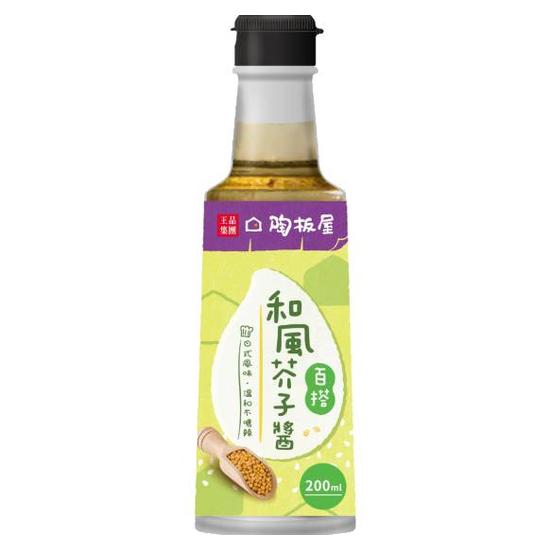 王品集團 陶板屋
和風芥子醬
百搭
日式風味・溫和不嗆辣
200ml